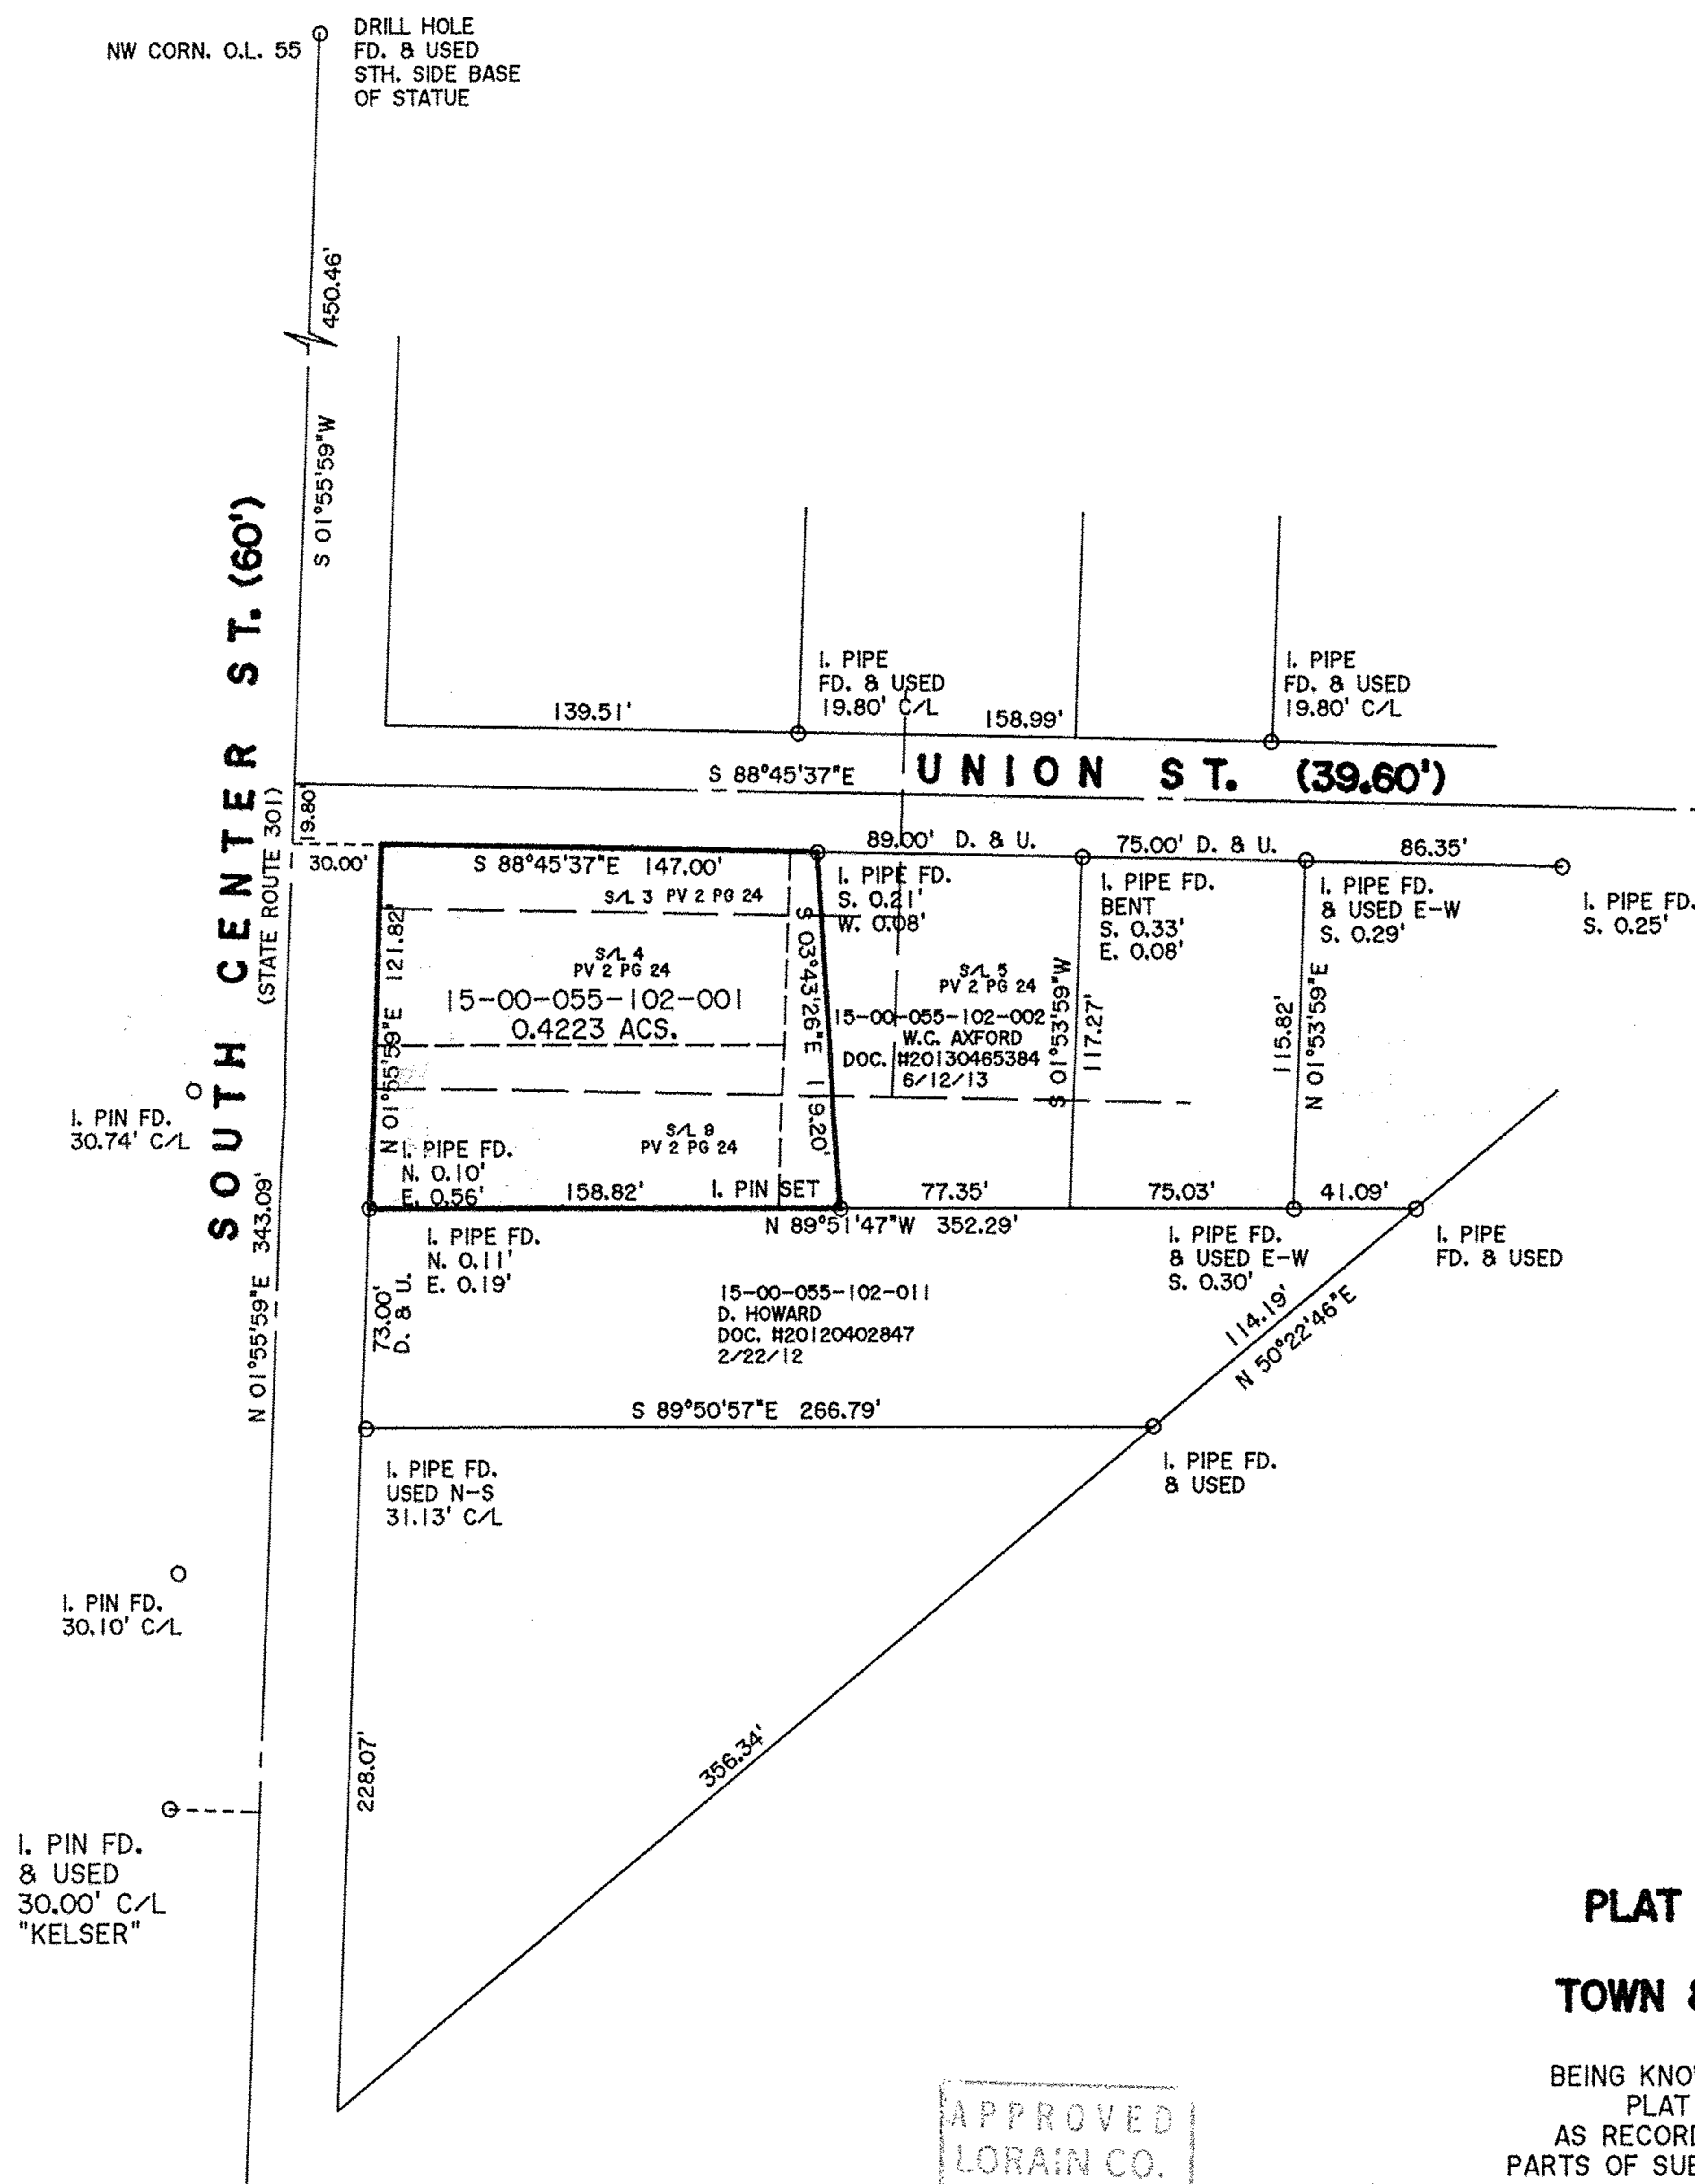 DRILL HOLE
NW CORN. O.L. 55
FD. & USED
STH. SIDE BASE
OF STATUE
450.46'
S 01°55'59"W
SOUTH CENTER ST. (60')
(STATE ROUTE 301)
I. PIPE
FD. & USED
19.80' C/L
I. PIPE
FD. & USED
19.80' C/L
139.51'
158.99'
S 88°45'37"E
UNION ST. (39.60')
19.80'
30.00'
S 88°45'37"E 147.00'
89.00' D. & U.
75.00' D. & U.
86.35'
S/L 3 PV 2 PG 24
I. PIPE FD.
S. 0.21'
W. 0.08'
I. PIPE FD.
BENT
S. 0.33'
E. 0.08'
I. PIPE FD.
& USED E-W
S. 0.29'
I. PIPE FD.
S. 0.25'
N 01°55'59"E 121.82'
S/L 4
PV 2 PG 24
15-00-055-102-001
0.4223 ACS.
S 03°43'26"E 119.20'
S/L 5
PV 2 PG 24
15-00-055-102-002
W.C. AXFORD
DOC. #20130465384
6/12/13
S 01°53'59"W
117.27'
115.82'
N 01°53'59"E
I. PIN FD.
30.74' C/L
S/L 9
PV 2 PG 24
I. PIPE FD.
N. 0.10'
E. 0.56'
158.82'
I. PIN SET
77.35'
75.03'
41.09'
N 89°51'47"W 352.29'
I. PIPE FD.
N. 0.11'
E. 0.19'
I. PIPE FD.
& USED E-W
S. 0.30'
I. PIPE
FD. & USED
N 01°55'59"E 343.09'
73.00'
D. & U.
15-00-055-102-011
D. HOWARD
DOC. #20120402847
2/22/12
114.19'
N 50°22'46"E
S 89°50'57"E 266.79'
I. PIPE FD.
USED N-S
31.13' C/L
I. PIPE FD.
& USED
I. PIN FD.
30.10' C/L
228.07'
356.34'
I. PIN FD.
& USED
30.00' C/L
"KELSER"
PLAT
TOWN &
BEING KNO
PLAT
AS RECOR
PARTS OF SU
APPROVED
LORAIN CO.